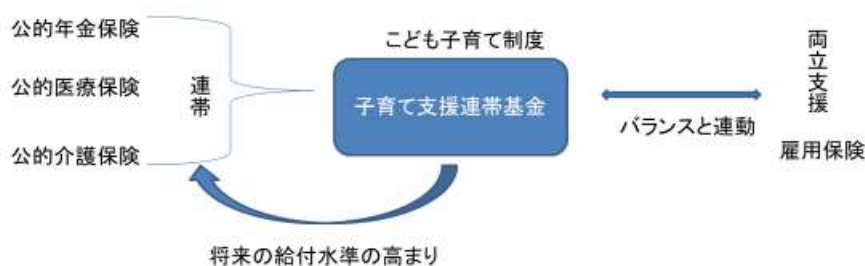 公的年金保険
公的医療保険
公的介護保険
連帯
こども子育て制度
子育て支援連帯基金
バランスと連動
両立支援
雇用保険
将来の給付水準の高まり